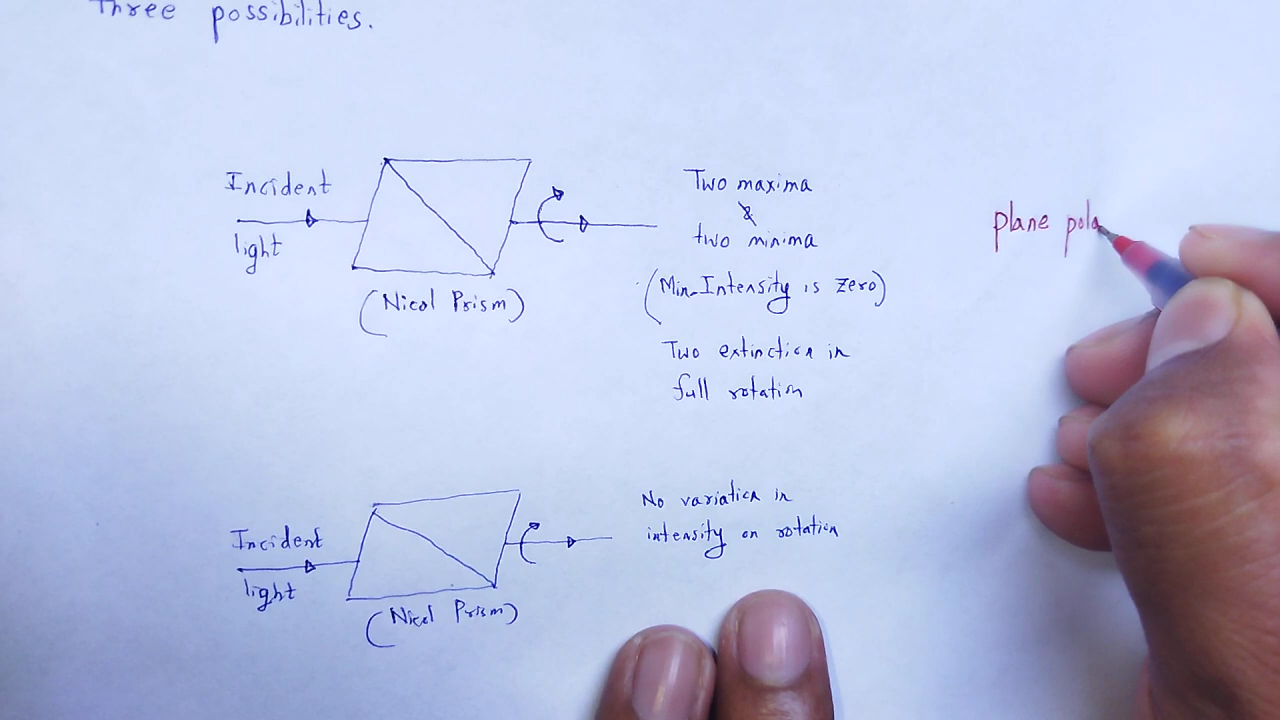 Three possibilities.
Incident
light
(Nicol Prism)
Two maxima
&
two minima
(Min-Intensity is zero)
Two extinction in
full rotation
plane pola
Incident
light
(Nicol Prism)
No variation in
intensity on rotation